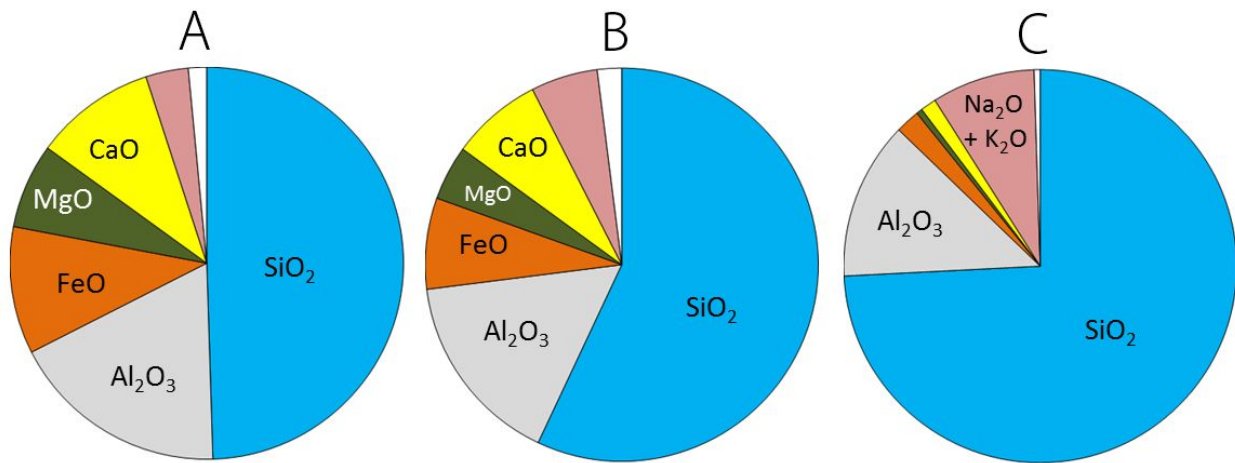 A
CaO
MgO
FeO
Al₂O₃
SiO₂
B
CaO
MgO
FeO
Al₂O₃
SiO₂
C
Na₂O
+ K₂O
Al₂O₃
SiO₂